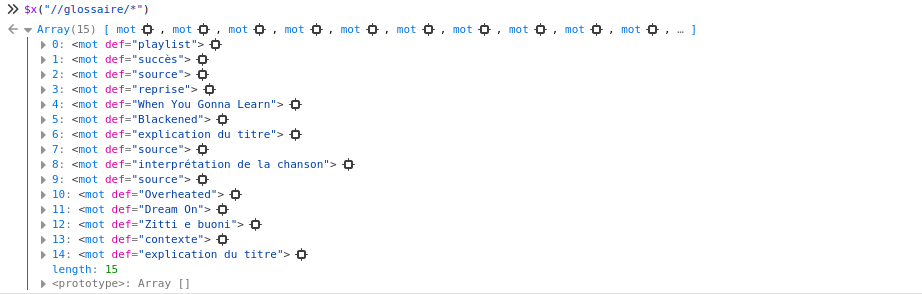 $x("//glossaire/*")
Array(15) [ mot , mot , mot , mot , mot , mot , mot , mot , mot , mot , … ]
0: <mot def="playlist">
1: <mot def="succès">
2: <mot def="source">
3: <mot def="reprise">
4: <mot def="When You Gonna Learn">
5: <mot def="Blackened">
6: <mot def="explication du titre">
7: <mot def="source">
8: <mot def="interprétation de la chanson">
9: <mot def="source">
10: <mot def="Overheated">
11: <mot def="Dream On">
12: <mot def="Zitti e buoni">
13: <mot def="contexte">
14: <mot def="explication du titre">
length: 15
<prototype>: Array []